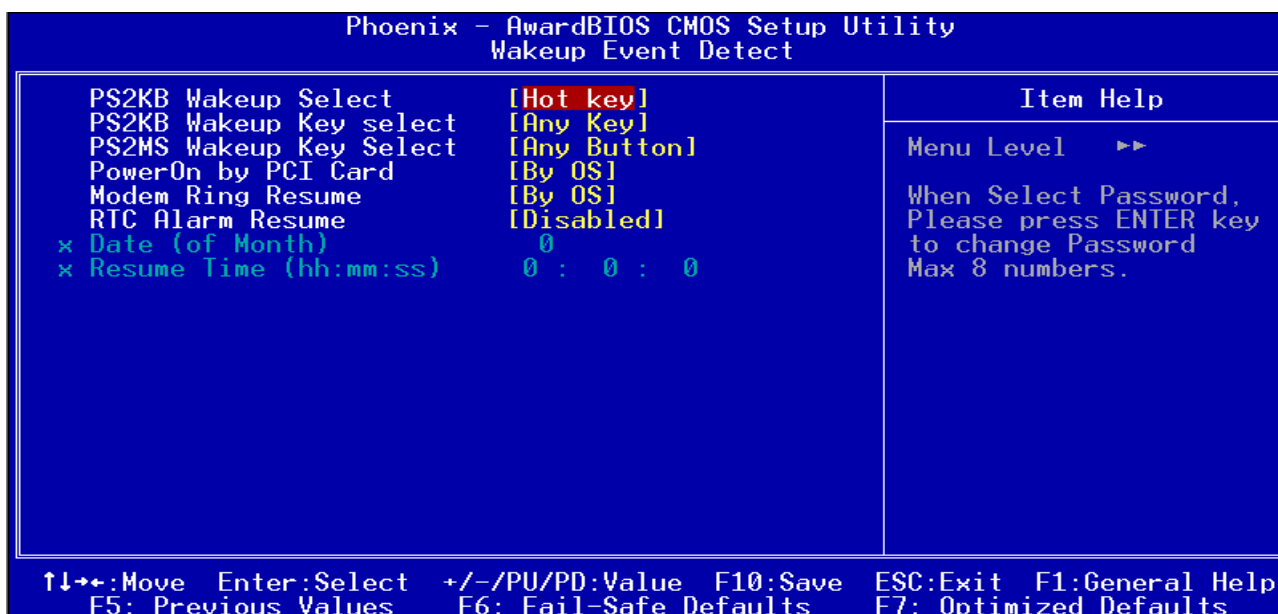 Phoenix - AwardBIOS CMOS Setup Utility
Wakeup Event Detect
PS2KB Wakeup Select [Hot key]
PS2KB Wakeup Key select [Any Key]
PS2MS Wakeup Key Select [Any Button]
PowerOn by PCI Card [By OS]
Modem Ring Resume [By OS]
RTC Alarm Resume [Disabled]
x Date (of Month) 0
x Resume Time (hh:mm:ss) 0 : 0 : 0
Item Help
Menu Level ►►
When Select Password,
Please press ENTER key
to change Password
Max 8 numbers.
↑↓→←:Move Enter:Select +/-/PU/PD:Value F10:Save ESC:Exit F1:General Help
F5: Previous Values F6: Fail-Safe Defaults F7: Optimized Defaults